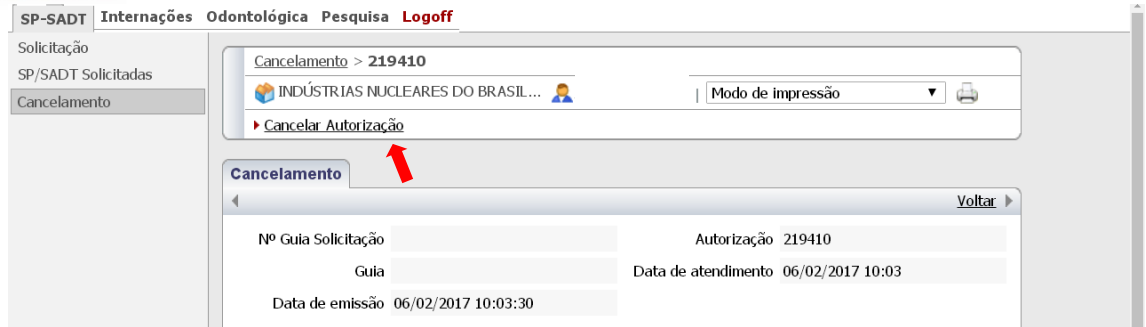 SP-SADT Internações Odontológica Pesquisa Logoff
Solicitação
SP/SADT Solicitadas
Cancelamento
Cancelamento > 219410
INDÚSTRIAS NUCLEARES DO BRASIL... | Modo de impressão
Cancelar Autorização
Cancelamento
Voltar
Nº Guia Solicitação
Autorização 219410
Guia
Data de atendimento 06/02/2017 10:03
Data de emissão 06/02/2017 10:03:30